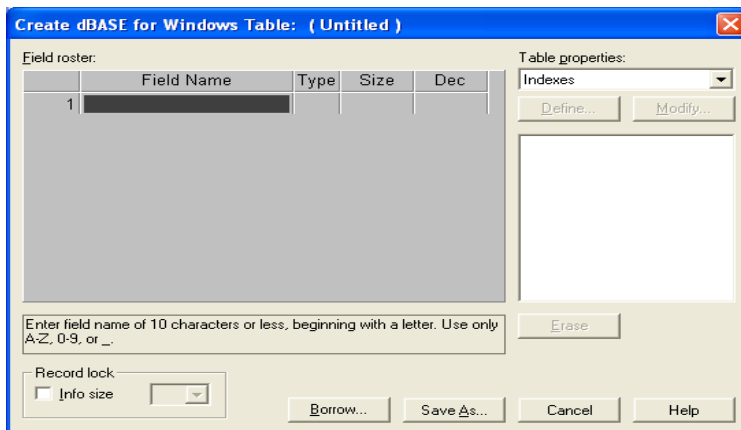 Create dBASE for Windows Table: ( Untitled )
Field roster:
Field Name Type Size Dec
1
Enter field name of 10 characters or less, beginning with a letter. Use only
A-Z, 0-9, or _.
Record lock
Info size
Table properties:
Indexes
Define... Modify...
Erase
Borrow... Save As... Cancel Help